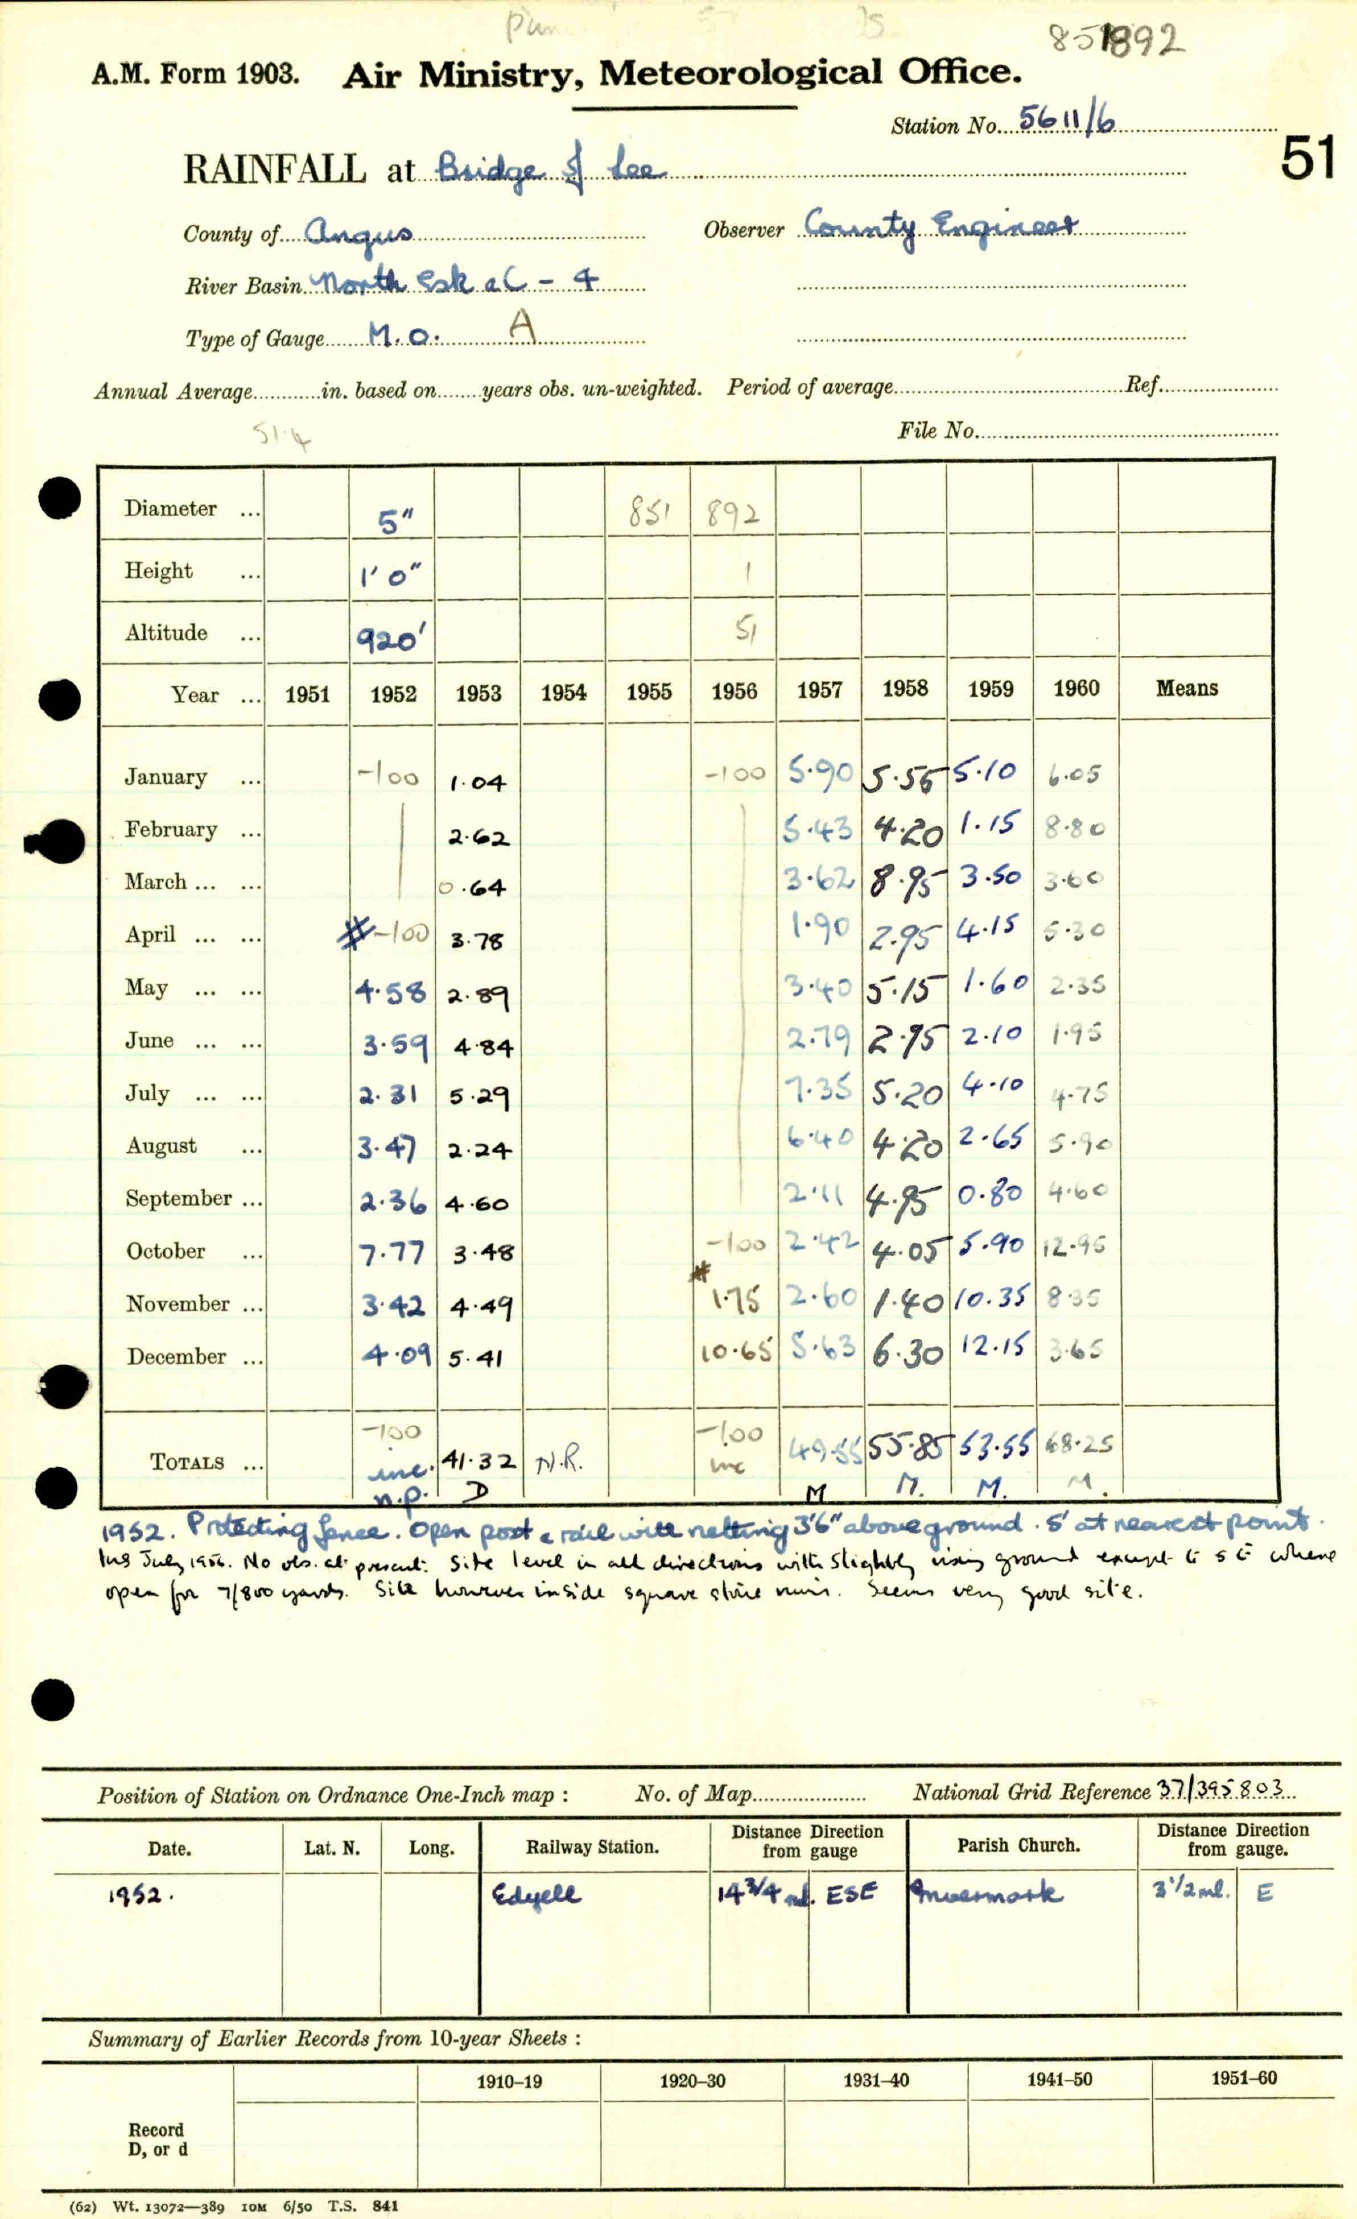 851892
A.M. Form 1903. Air Ministry, Meteorological Office.
Station No. 5611/6
51
RAINFALL at Bridge of Lee
County of Angus Observer County Engineer
River Basin North Esk &C - 4
Type of Gauge M.O. A
Annual Average in. based on years obs. un-weighted. Period of average Ref.
51.4
File No.
Diameter ... 5" 851 892
Height ... 1' 0" 1
Altitude ... 920' 51
Year ... 1951 1952 1953 1954 1955 1956 1957 1958 1959 1960 Means
January ... -100 1.04 -100 5.90 5.55 5.10 6.05
February ... 2.62 5.43 4.20 1.15 8.80
March ... ... 0.64 3.62 8.95 3.50 3.60
April ... ... # -100 3.78 1.90 2.95 4.15 5.30
May ... ... 4.58 2.89 3.40 5.15 1.60 2.35
June ... ... 3.59 4.84 2.79 2.95 2.10 1.95
July ... ... 2.31 5.29 7.35 5.20 4.10 4.75
August ... 3.47 2.24 6.40 4.20 2.65 5.90
September ... 2.36 4.60 2.11 4.95 0.80 4.60
October ... 7.77 3.48 -100 2.42 4.05 5.90 12.95
November ... 3.42 4.49 # 1.75 2.60 1.40 10.35 8.35
December ... 4.09 5.41 10.65 5.63 6.30 12.15 3.65
-100 -100
TOTALS ... inc. 41.32 N.R. inc 49.55 55.85 53.55 68.25
n.p. D M M. M. M.
1952. Protecting fence. Open post & rail with netting 3'6" above ground. 5' at nearest point.
Ins July 1956. No obs. at present. Site level in all directions with slightly rising ground except to SE where
open for 7/800 yards. Site however inside square stone ruins. Seems very good site.
Position of Station on Ordnance One-Inch map : No. of Map National Grid Reference 37/395803
Date. Lat. N. Long. Railway Station. Distance Direction from gauge Parish Church. Distance Direction from gauge.
1952. Edzell 14 3/4 ml. ESE Invermark 3 1/2 ml. E
Summary of Earlier Records from 10-year Sheets :
1910–19 1920–30 1931–40 1941–50 1951–60
Record
D, or d
(62) Wt. 13072—389 10M 6/50 T.S. 841